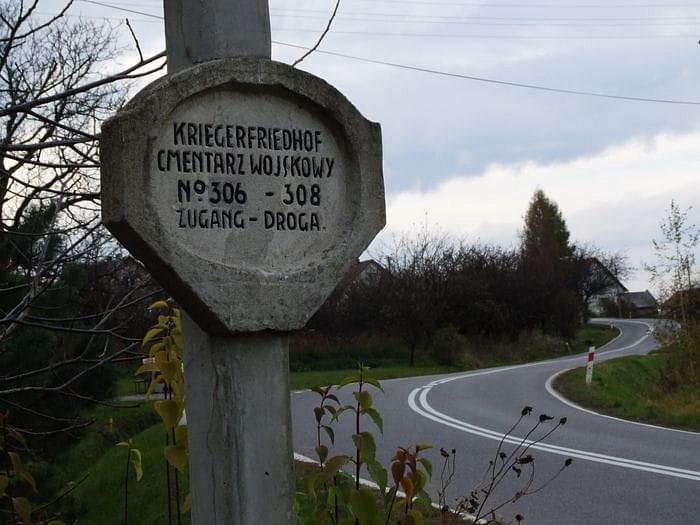 KRIEGERFRIEDHOF
CMENTARZ WOJSKOWY
No 306 - 308
ZUGANG - DROGA.